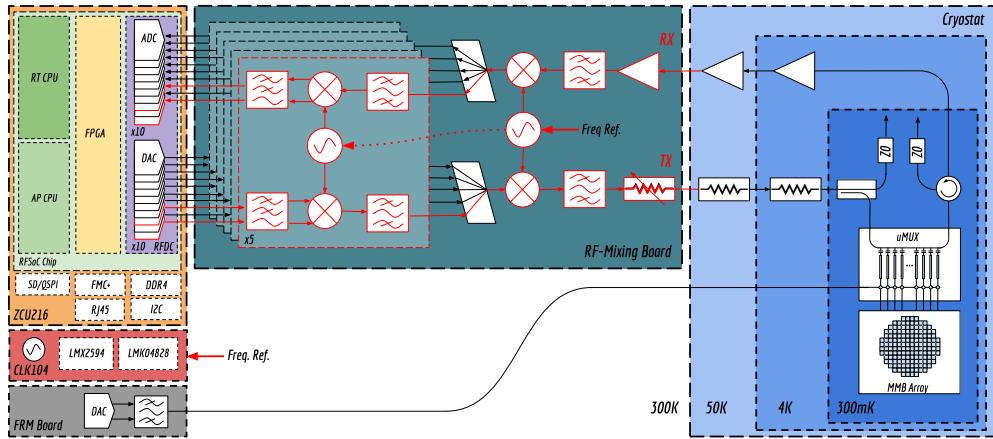 RT CPU
AP CPU
FPGA
ADC
x10
DAC
x10 RFDC
RFSoC Chip
SD/QSPI
FMC+
DDR4
RJ45
I2C
ZCU216
CLK104
LMX2594
LMK04828
Freq. Ref.
FRM Board
DAC
x5
Freq Ref.
RX
TX
RF-Mixing Board
Cryostat
ZO
ZO
uMUX
MMB Array
300K
50K
4K
300mK